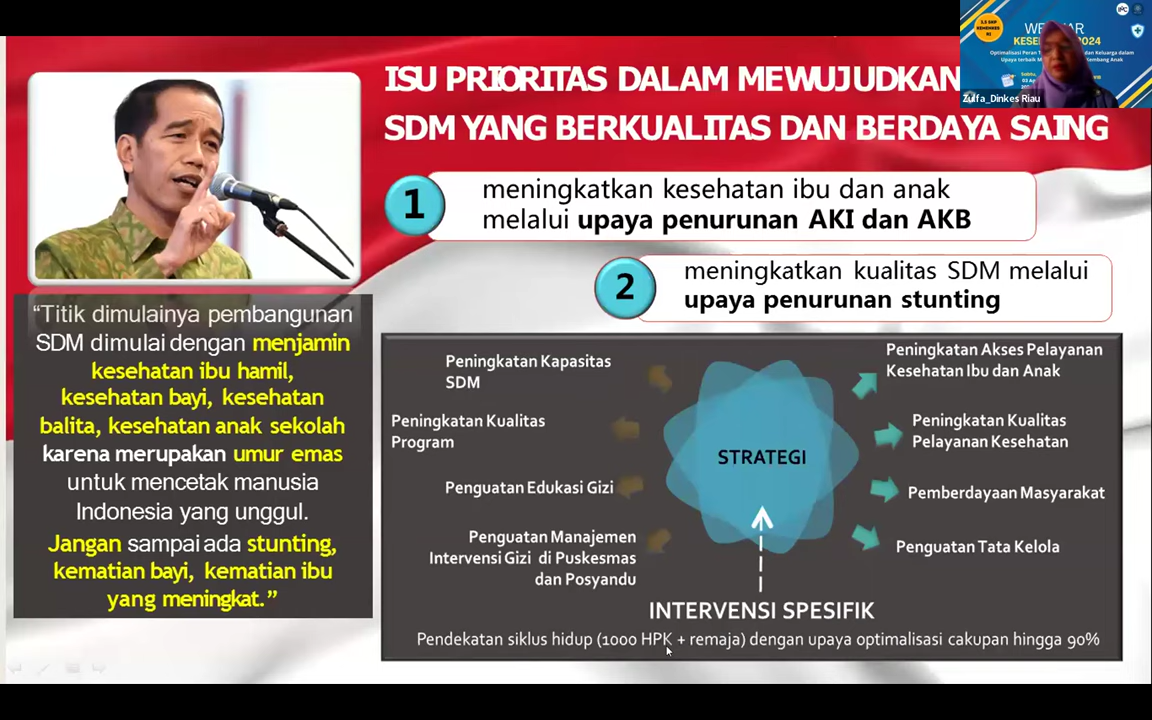 ISU PRIORITAS DALAM MEWUJUDKAN
SDM YANG BERKUALITAS DAN BERDAYA SAING
1
meningkatkan kesehatan ibu dan anak
melalui upaya penurunan AKI dan AKB
2
meningkatkan kualitas SDM melalui
upaya penurunan stunting
“Titik dimulainya pembangunan
SDM dimulai dengan menjamin
kesehatan ibu hamil,
kesehatan bayi, kesehatan
balita, kesehatan anak sekolah
karena merupakan umur emas
untuk mencetak manusia
Indonesia yang unggul.
Jangan sampai ada stunting,
kematian bayi, kematian ibu
yang meningkat.”
Peningkatan Kapasitas
SDM
Peningkatan Kualitas
Program
Penguatan Edukasi Gizi
Penguatan Manajemen
Intervensi Gizi di Puskesmas
dan Posyandu
STRATEGI
Peningkatan Akses Pelayanan
Kesehatan Ibu dan Anak
Peningkatan Kualitas
Pelayanan Kesehatan
Pemberdayaan Masyarakat
Penguatan Tata Kelola
INTERVENSI SPESIFIK
Pendekatan siklus hidup (1000 HPK + remaja) dengan upaya optimalisasi cakupan hingga 90%
Zulfa_Dinkes Riau